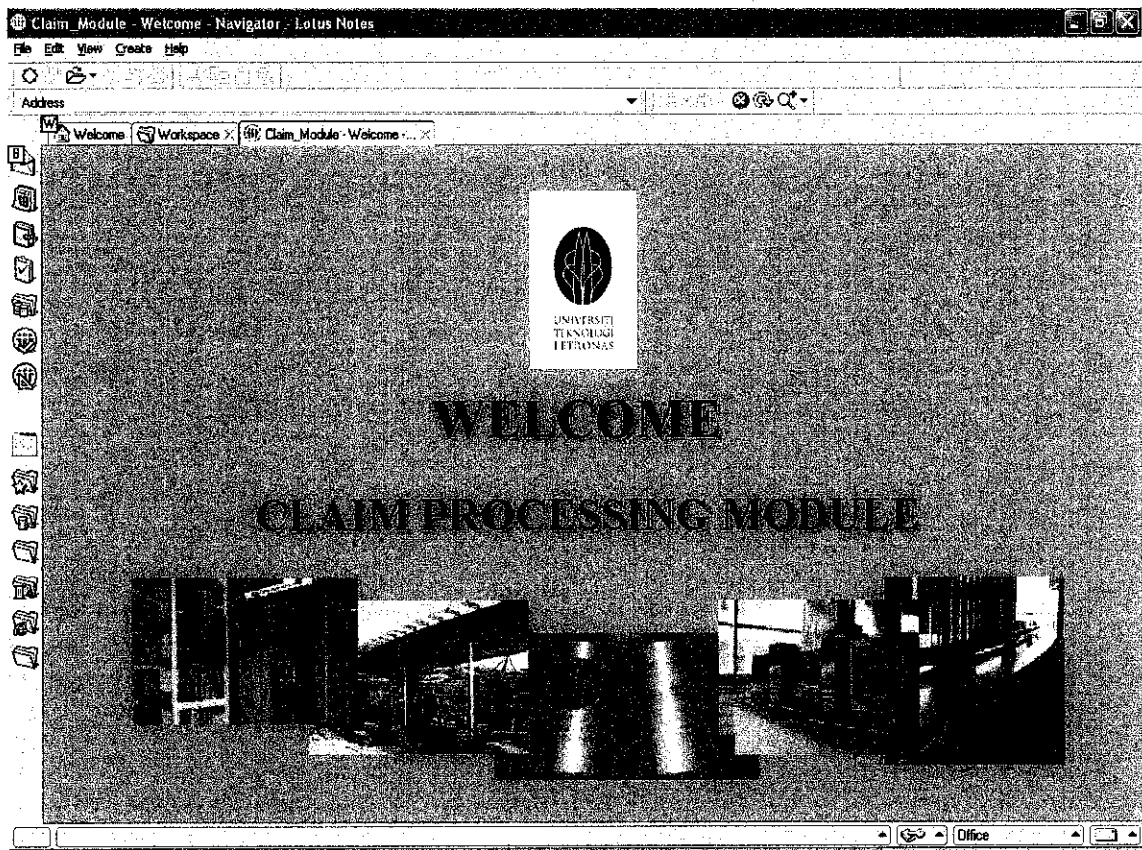 Claim_Module - Welcome - Navigator - Lotus Notes
File Edit View Create Help
Address
Welcome Workspace Claim_Module - Welcome -...
UNIVERSITI
TEKNOLOGI
PETRONAS
WELCOME
CLAIM PROCESSING MODULE
Office